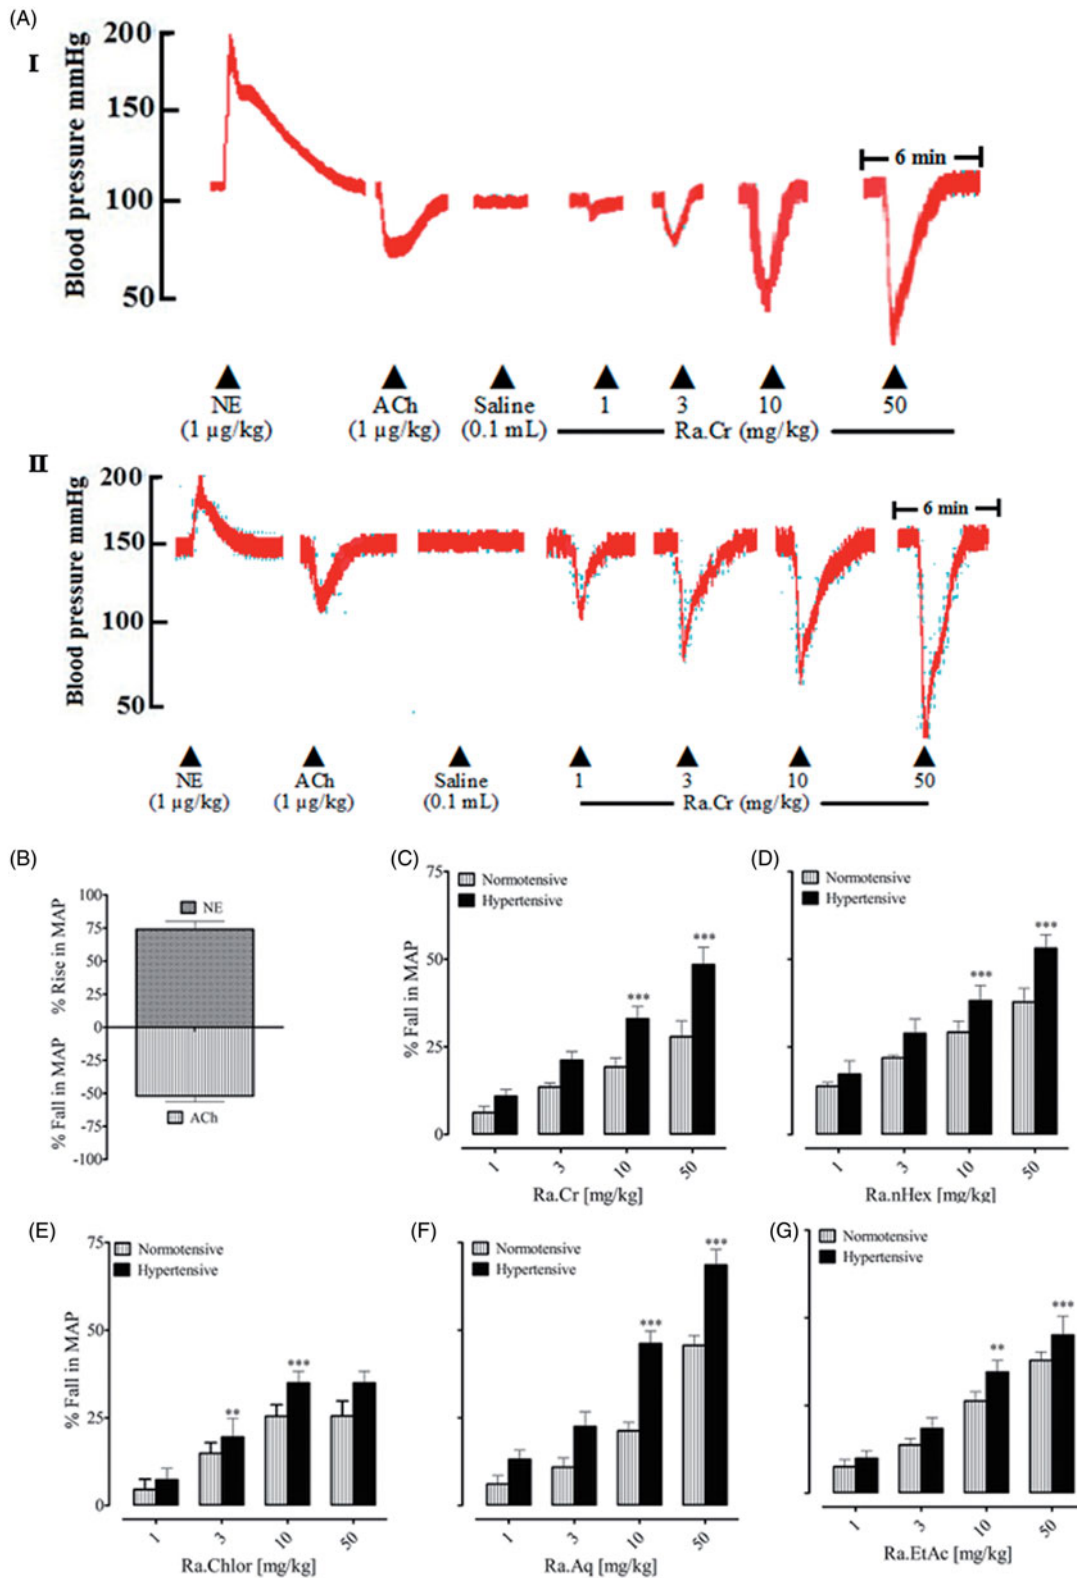 (A)
I
Blood pressure mmHg
200
150
100
50
6 min
NE
(1 µg/kg)
ACh
(1 µg/kg)
Saline
(0.1 mL)
1
3
10
50
Ra.Cr (mg/kg)
II
Blood pressure mmHg
200
150
100
50
6 min
NE
(1 µg/kg)
ACh
(1 µg/kg)
Saline
(0.1 mL)
1
3
10
50
Ra.Cr (mg/kg)
(B)
% Fall in MAP % Rise in MAP
100
75
50
25
0
-25
-50
-75
-100
NE
ACh
(C)
% Fall in MAP
75
50
25
0
Normotensive
Hypertensive
***
***
1 3 10 50
Ra.Cr [mg/kg]
(D)
Normotensive
Hypertensive
***
***
1 3 10 50
Ra.nHex [mg/kg]
(E)
% Fall in MAP
75
50
25
0
Normotensive
Hypertensive
**
***
1 3 10 50
Ra.Chlor [mg/kg]
(F)
Normotensive
Hypertensive
***
***
1 3 10 50
Ra.Aq [mg/kg]
(G)
Normotensive
Hypertensive
**
***
1 3 10 50
Ra.EtAc [mg/kg]